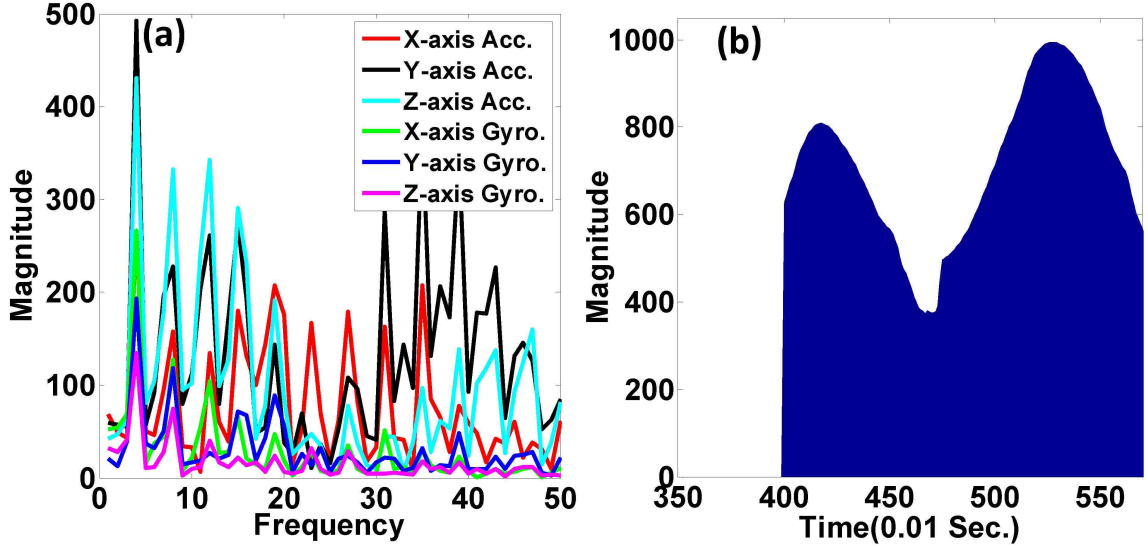 (a)
500
400
300
200
100
0
Magnitude
X-axis Acc.
Y-axis Acc.
Z-axis Acc.
X-axis Gyro.
Y-axis Gyro.
Z-axis Gyro.
0 10 20 30 40 50
Frequency
(b)
1000
800
600
400
200
0
Magnitude
350 400 450 500 550
Time(0.01 Sec.)